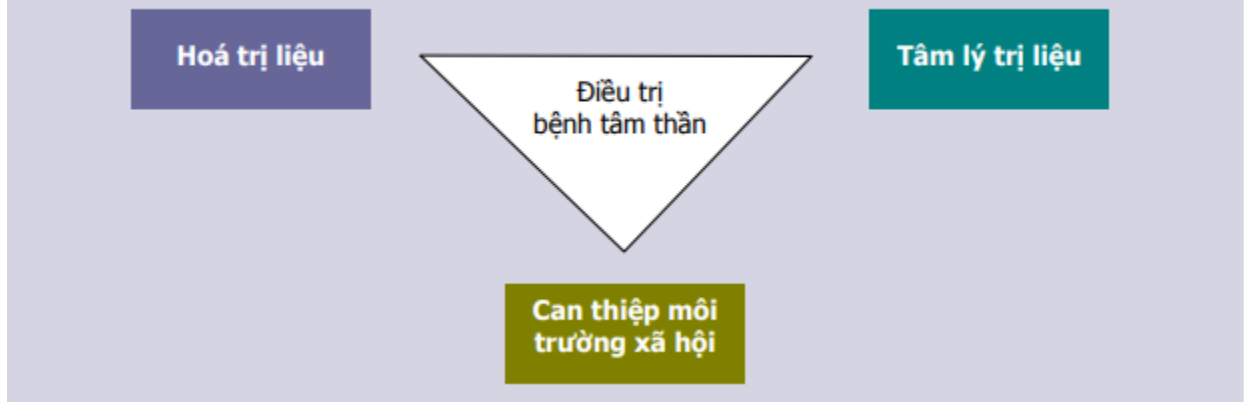 Hoá trị liệu
Tâm lý trị liệu
Điều trị
bệnh tâm thần
Can thiệp môi
trường xã hội